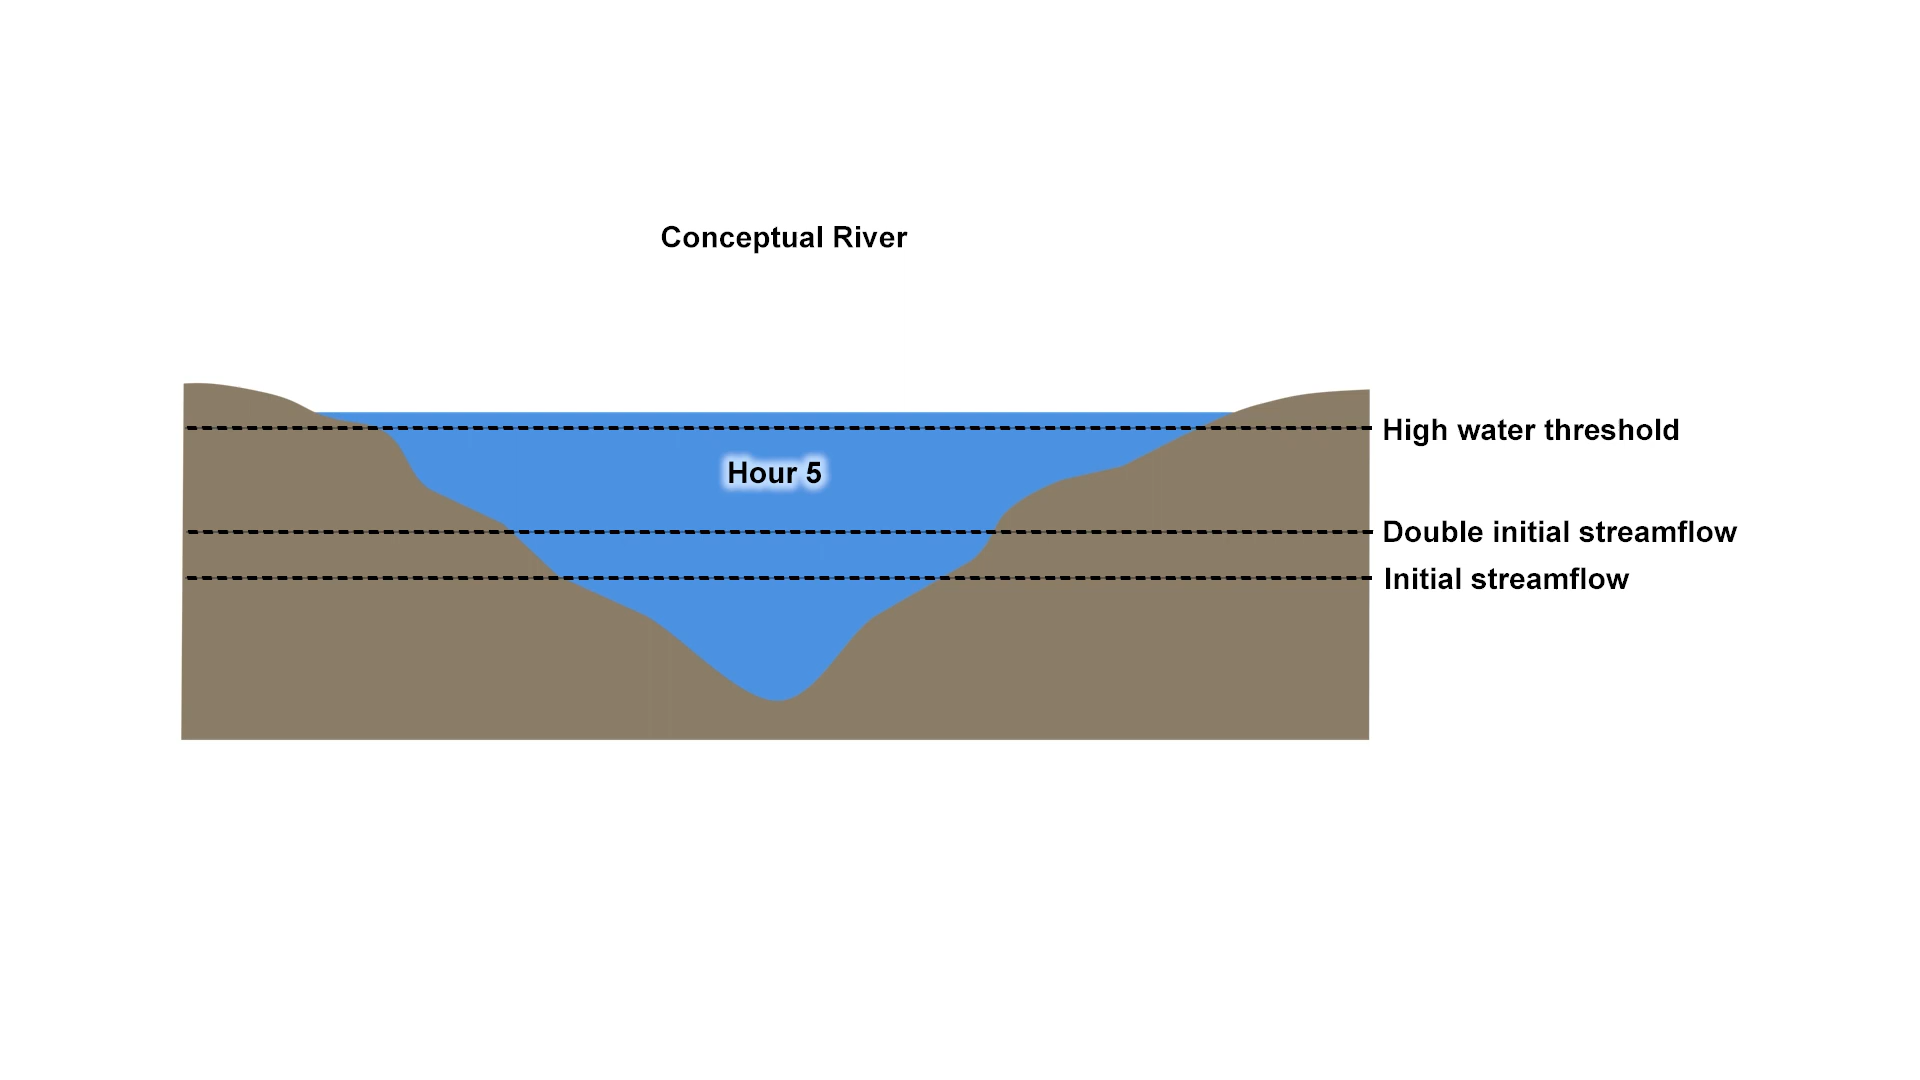 Conceptual River
High water threshold
Hour 5
Double initial streamflow
Initial streamflow